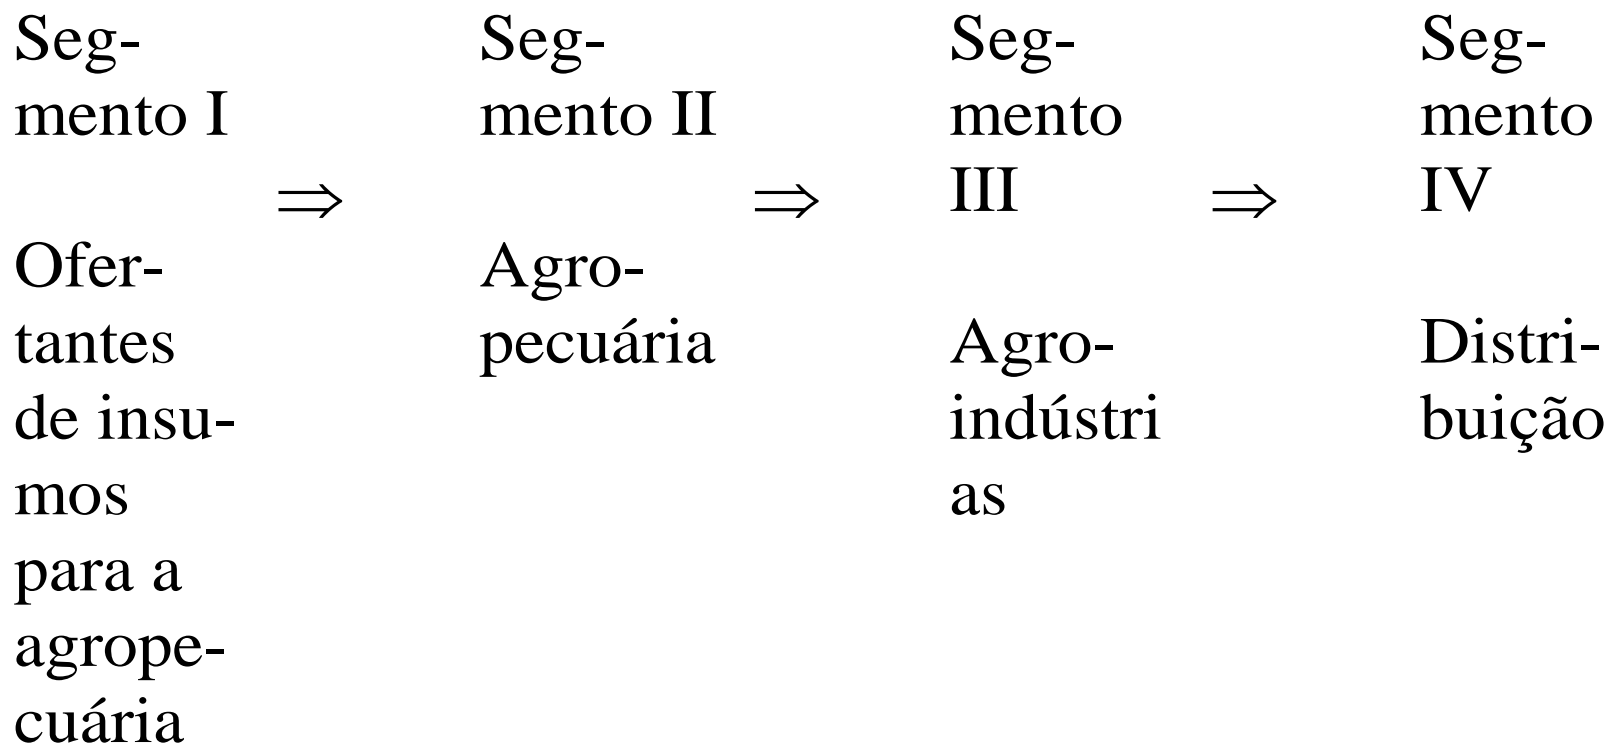 Seg-
mento I
Ofer-
tantes
de insu-
mos
para a
agrope-
cuária
⇒
Seg-
mento II
Agro-
pecuária
⇒
Seg-
mento
III
Agro-
indústri
as
⇒
Seg-
mento
IV
Distri-
buição